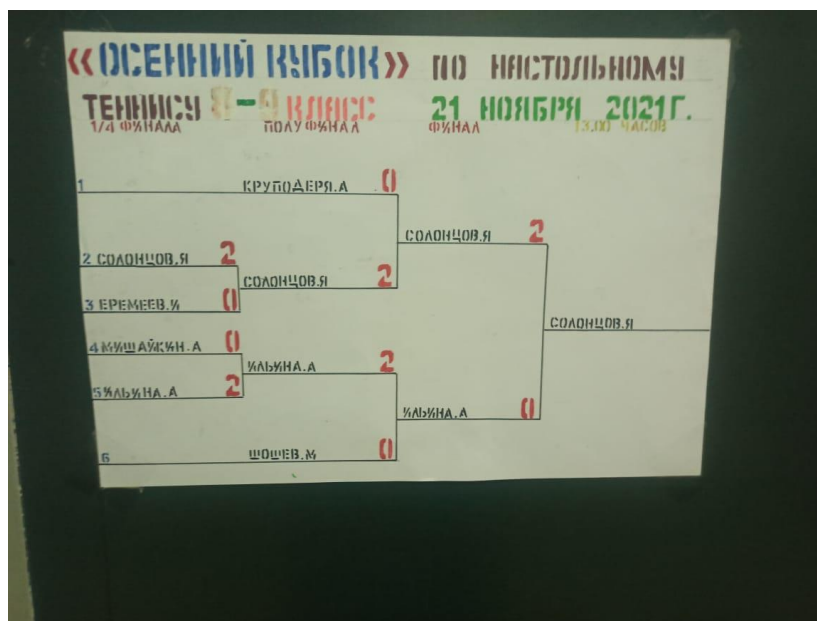 «ОСЕННИЙ КУБОК» ПО НАСТОЛЬНОМУ
ТЕННИСУ 8-9 КЛАСС 21 НОЯБРЯ 2021Г.
1/4 ФИНАЛА ПОЛУФИНАЛ ФИНАЛ 13.00 ЧАСОВ
1 КРУПОДЕРЯ.А 0
СОЛОНЦОВ.Я 2
2 СОЛОНЦОВ.Я 2
СОЛОНЦОВ.Я 2
3 ЕРЕМЕЕВ.И 0
СОЛОНЦОВ.Я
4 МИШАЙКИН.А 0
ИЛЬИНА.А 2
5 ИЛЬИНА.А 2
ИЛЬИНА.А 0
6 ШОШЕВ.М 0